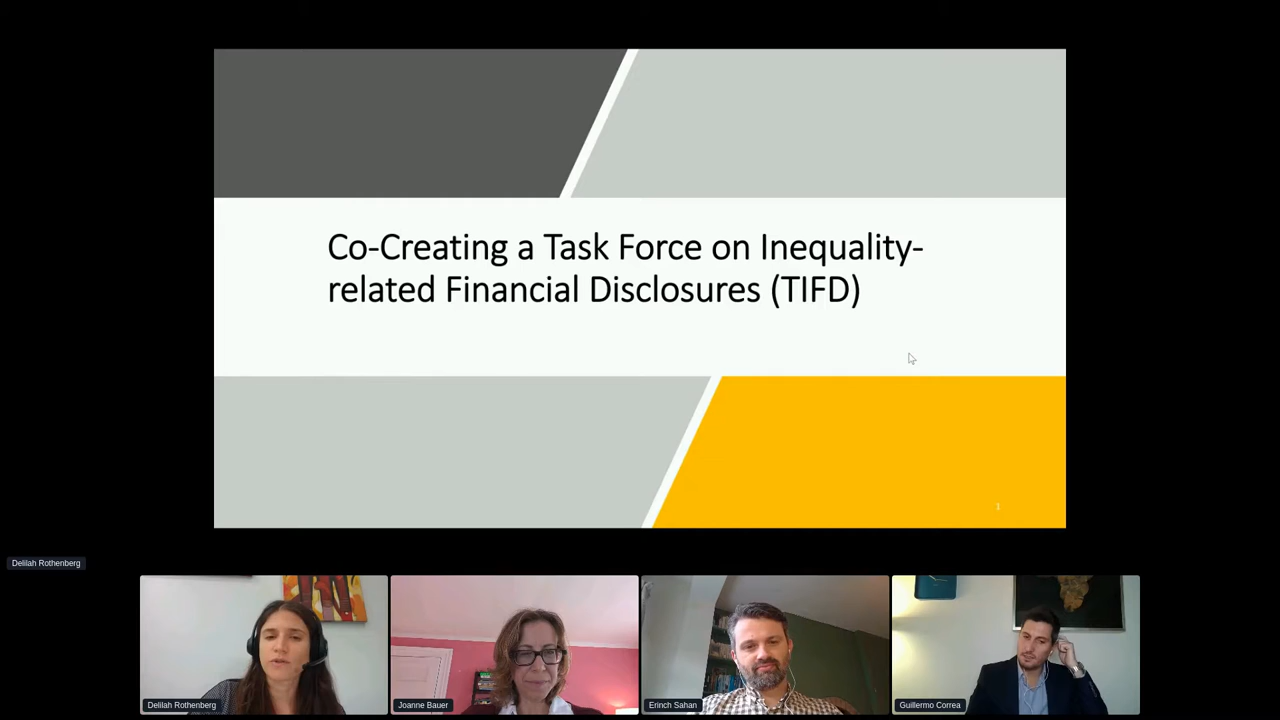 Co-Creating a Task Force on Inequality-
related Financial Disclosures (TIFD)
1
Delilah Rothenberg
Delilah Rothenberg
Joanne Bauer
Erinch Sahan
Guillermo Correa